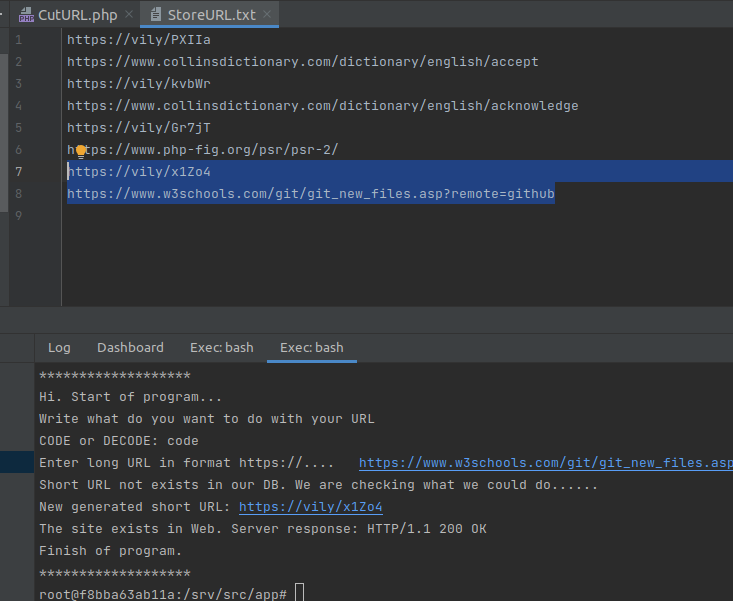 CutURL.php × StoreURL.txt ×
1 https://vily/PXIIa
2 https://www.collinsdictionary.com/dictionary/english/accept
3 https://vily/kvbWr
4 https://www.collinsdictionary.com/dictionary/english/acknowledge
5 https://vily/Gr7jT
6 https://www.php-fig.org/psr/psr-2/
7 https://vily/x1Zo4
8 https://www.w3schools.com/git/git_new_files.asp?remote=github
9
Log Dashboard Exec: bash Exec: bash
*******************
Hi. Start of program...
Write what do you want to do with your URL
CODE or DECODE: code
Enter long URL in format https://.... https://www.w3schools.com/git/git_new_files.asp
Short URL not exists in our DB. We are checking what we could do......
New generated short URL: https://vily/x1Zo4
The site exists in Web. Server response: HTTP/1.1 200 OK
Finish of program.
*******************
root@f8bba63ab11a:/srv/src/app#